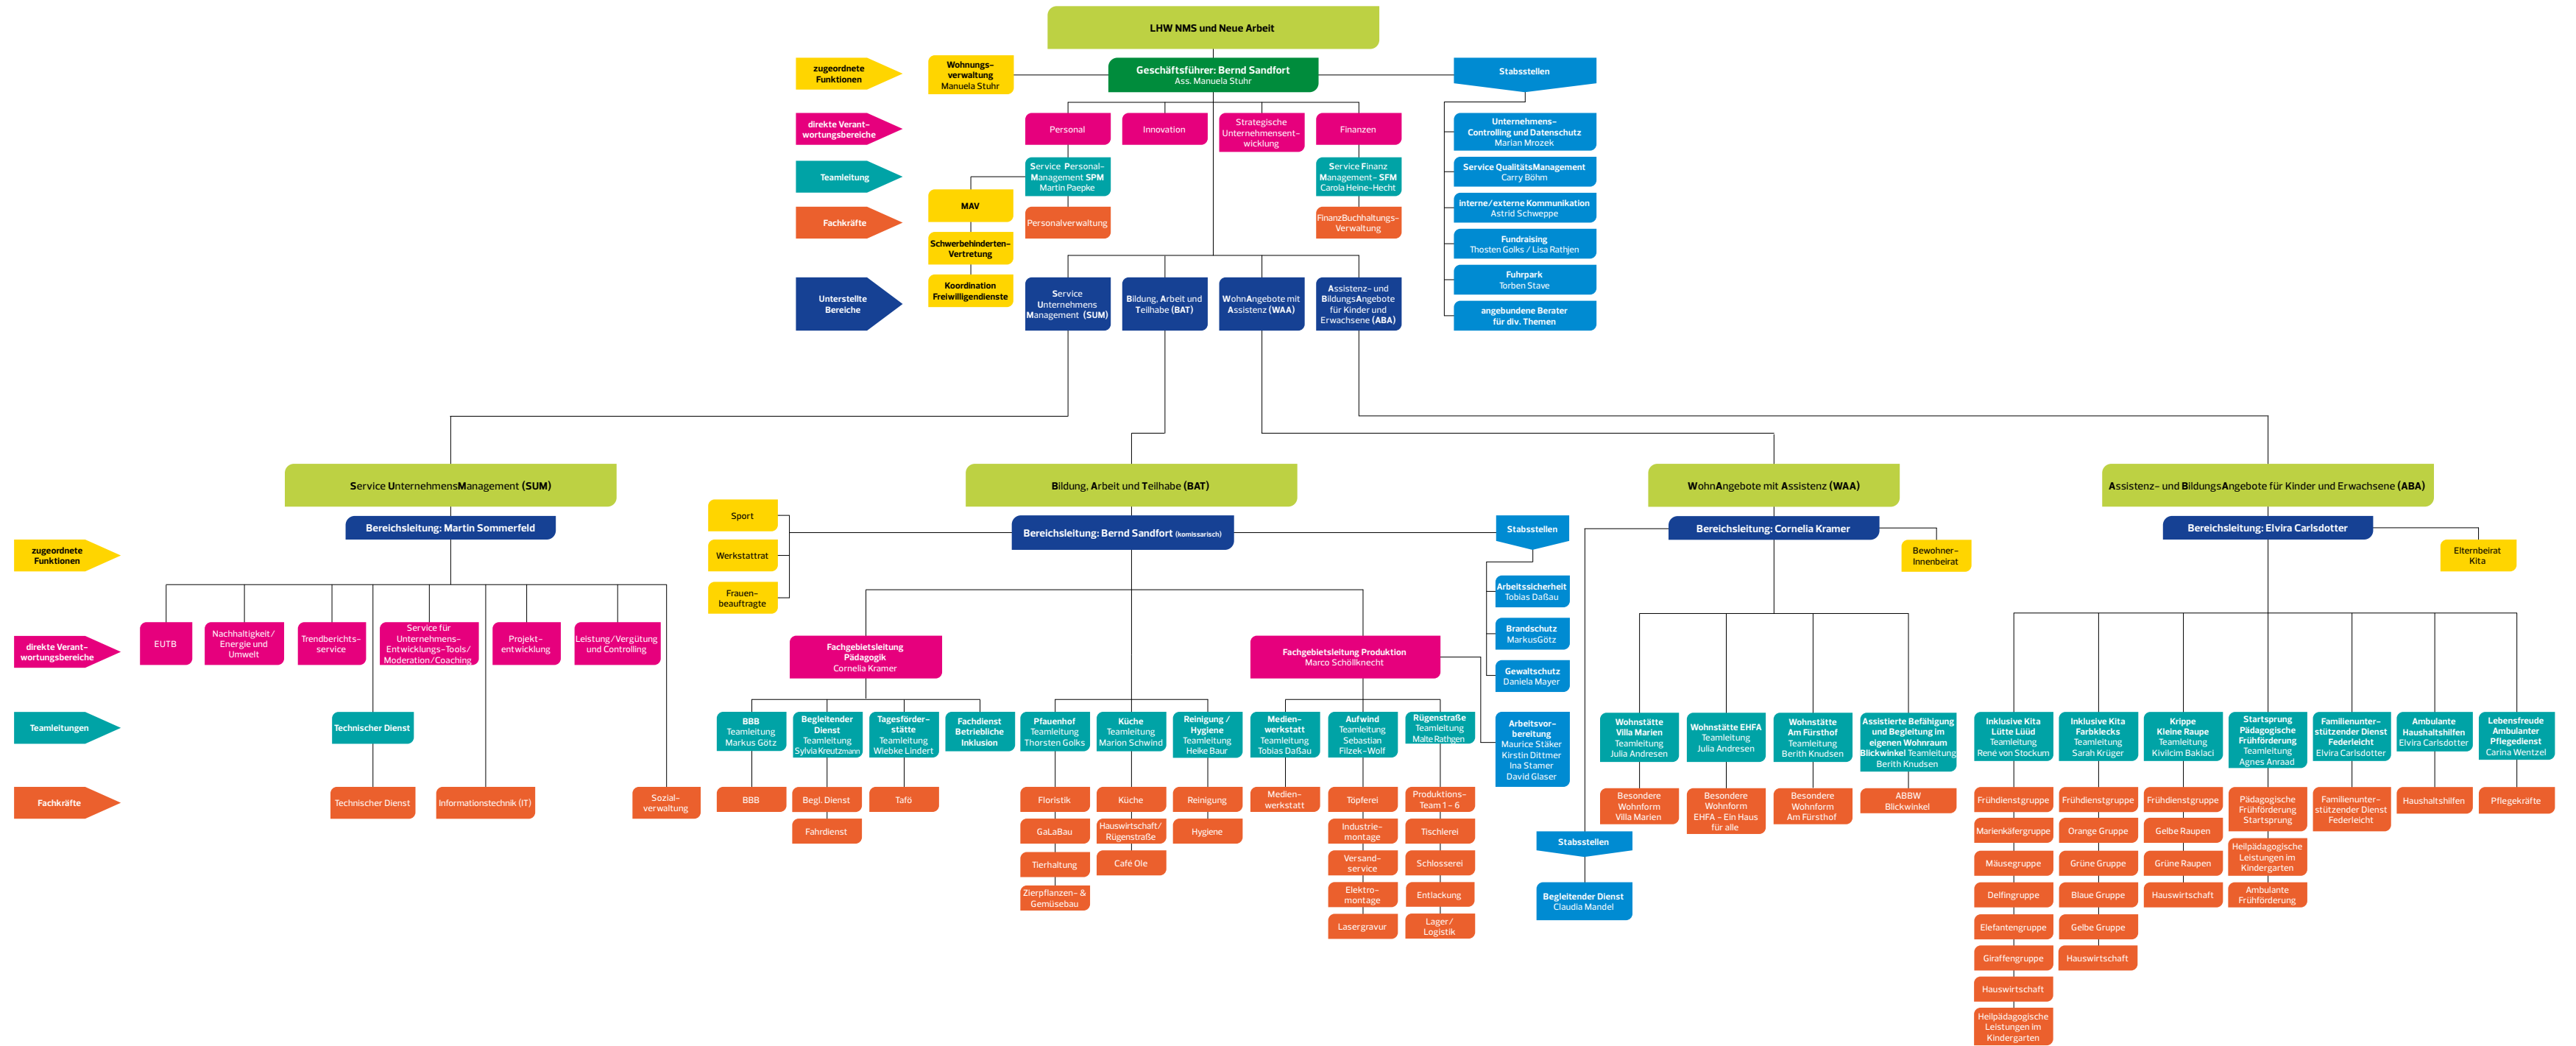 LHW NMS und Neue Arbeit
zugeordnete
Funktionen
Wohnungs-
verwaltung
Manuela Stuhr
Geschäftsführer: Bernd Sandfort
Ass. Manuela Stuhr
Stabsstellen
direkte Verant-
wortungsbereiche
Personal
Innovation
Strategische
Unternehmensent-
wicklung
Finanzen
Unternehmens-
Controlling und Datenschutz
Marian Mrozek
Teamleitung
Service Personal-
Management SPM
Martin Paepke
Service Finanz
Management- SFM
Carola Heine-Hecht
Service QualitätsManagement
Carry Böhm
MAV
interne/externe Kommunikation
Astrid Schweppe
Fachkräfte
Personalverwaltung
FinanzBuchhaltungs-
Verwaltung
Schwerbehinderten-
Vertretung
Fundraising
Thosten Golks / Lisa Rathjen
Koordination
Freiwilligendienste
Fuhrpark
Torben Stave
Unterstellte
Bereiche
Service
Unternehmens
Management (SUM)
Bildung, Arbeit und
Teilhabe (BAT)
WohnAngebote mit
Assistenz (WAA)
Assistenz- und
BildungsAngebote
für Kinder und
Erwachsene (ABA)
angebundene Berater
für div. Themen
Service UnternehmensManagement (SUM)
Bereichsleitung: Martin Sommerfeld
zugeordnete
Funktionen
direkte Verant-
wortungsbereiche
EUTB
Nachhaltigkeit/
Energie und
Umwelt
Trendberichts-
service
Service für
Unternehmens-
Entwicklungs-Tools/
Moderation/Coaching
Projekt-
entwicklung
Leistung/Vergütung
und Controlling
Teamleitungen
Technischer Dienst
Fachkräfte
Technischer Dienst
Informationstechnik (IT)
Sozial-
verwaltung
Bildung, Arbeit und Teilhabe (BAT)
Bereichsleitung: Bernd Sandfort (komissarisch)
Sport
Werkstattrat
Frauen-
beauftragte
Stabsstellen
Arbeitssicherheit
Tobias Daßau
Brandschutz
MarkusGötz
Gewaltschutz
Daniela Mayer
Fachgebietsleitung
Pädagogik
Cornelia Kramer
Fachgebietsleitung Produktion
Marco Schöllknecht
BBB
Teamleitung
Markus Götz
Begleitender
Dienst
Teamleitung
Sylvia Kreutzmann
Tagesförder-
stätte
Teamleitung
Wiebke Lindert
Fachdienst
Betriebliche
Inklusion
Pfauenhof
Teamleitung
Thorsten Golks
Küche
Teamleitung
Marion Schwind
Reinigung /
Hygiene
Teamleitung
Heike Baur
Medien-
werkstatt
Teamleitung
Tobias Daßau
Aufwind
Teamleitung
Sebastian
Filzek-Wolf
Rügenstraße
Teamleitung
Malte Rathgen
Arbeitsvor-
bereitung
Maurice Stäker
Kirstin Dittmer
Ina Stamer
David Glaser
BBB
Begl. Dienst
Fahrdienst
Tafö
Floristik
GaLaBau
Tierhaltung
Zierpflanzen- &
Gemüsebau
Küche
Hauswirtschaft/
Rügenstraße
Café Ole
Reinigung
Hygiene
Medien-
werkstatt
Töpferei
Industrie-
montage
Versand-
service
Elektro-
montage
Lasergravur
Produktions-
Team 1 - 6
Tischlerei
Schlosserei
Entlackung
Lager/
Logistik
WohnAngebote mit Assistenz (WAA)
Bereichsleitung: Cornelia Kramer
Bewohner-
Innenbeirat
Wohnstätte
Villa Marien
Teamleitung
Julia Andresen
Wohnstätte EHFA
Teamleitung
Julia Andresen
Wohnstätte
Am Fürsthof
Teamleitung
Berith Knudsen
Assistierte Befähigung
und Begleitung im
eigenen Wohnraum
Blickwinkel Teamleitung
Berith Knudsen
Besondere
Wohnform
Villa Marien
Besondere
Wohnform
EHFA - Ein Haus
für alle
Besondere
Wohnform
Am Fürsthof
ABBW
Blickwinkel
Stabsstellen
Begleitender Dienst
Claudia Mandel
Assistenz- und BildungsAngebote für Kinder und Erwachsene (ABA)
Bereichsleitung: Elvira Carlsdotter
Elternbeirat
Kita
Inklusive Kita
Lütte Lüüd
Teamleitung
René von Stockum
Inklusive Kita
Farbklecks
Teamleitung
Sarah Krüger
Krippe
Kleine Raupe
Teamleitung
Kivilcim Baklaci
Startsprung
Pädagogische
Frühförderung
Teamleitung
Agnes Anraad
Familienunter-
stützender Dienst
Federleicht
Elvira Carlsdotter
Ambulante
Haushaltshilfen
Elvira Carlsdotter
Lebensfreude
Ambulanter
Pflegedienst
Carina Wentzel
Frühdienstgruppe
Marienkäfergruppe
Mäusegruppe
Delfingruppe
Elefantengruppe
Giraffengruppe
Hauswirtschaft
Heilpädagogische
Leistungen im
Kindergarten
Frühdienstgruppe
Orange Gruppe
Grüne Gruppe
Blaue Gruppe
Gelbe Gruppe
Hauswirtschaft
Frühdienstgruppe
Gelbe Raupen
Grüne Raupen
Hauswirtschaft
Pädagogische
Frühförderung
Startsprung
Heilpädagogische
Leistungen im
Kindergarten
Ambulante
Frühförderung
Familienunter-
stützender Dienst
Federleicht
Haushaltshilfen
Pflegekräfte